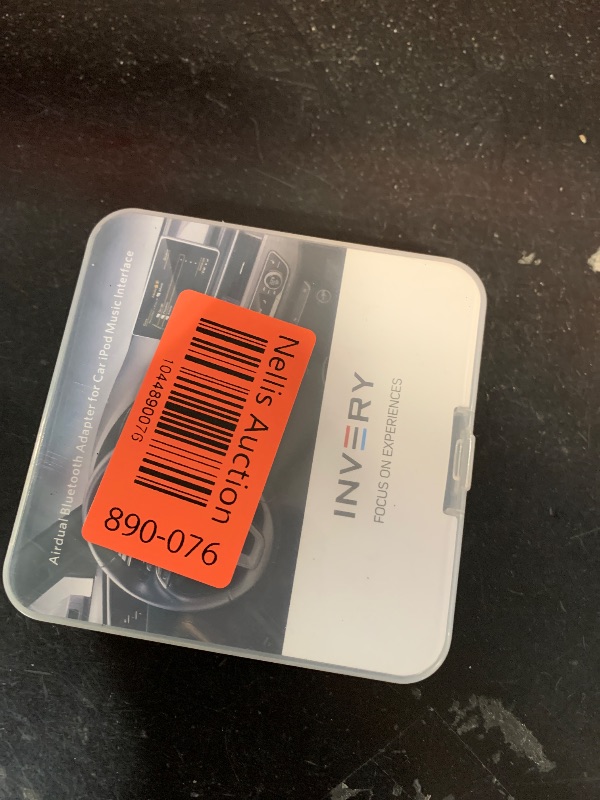 Airdual Bluetooth Adapter for Car iPod Music Interface
Nellis Auction
1044890076
890-076
INVERY
FOCUS ON EXPERIENCES